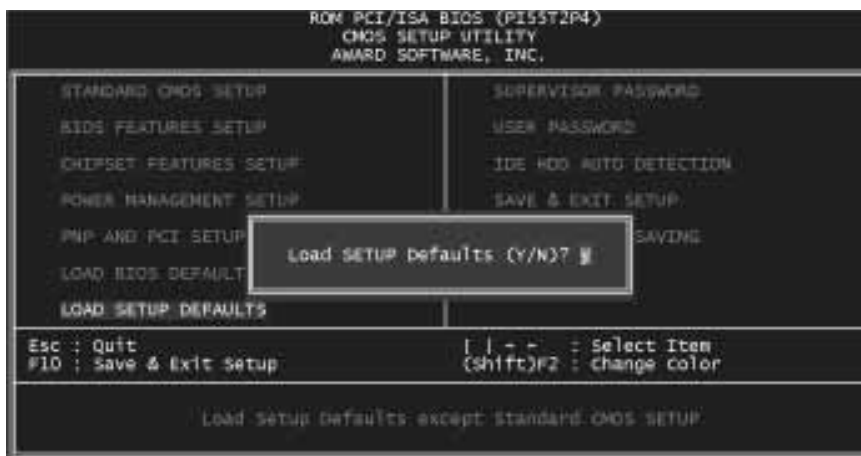 ROM PCI/ISA BIOS (PI55T2P4)
CMOS SETUP UTILITY
AWARD SOFTWARE, INC.
STANDARD CMOS SETUP
BIOS FEATURES SETUP
CHIPSET FEATURES SETUP
POWER MANAGEMENT SETUP
PNP AND PCI SETUP
LOAD BIOS DEFAULT
LOAD SETUP DEFAULTS
SUPERVISOR PASSWORD
USER PASSWORD
IDE HDD AUTO DETECTION
SAVE & EXIT SETUP
SAVING
Load SETUP Defaults (Y/N)?
Esc : Quit
F10 : Save & Exit Setup
: Select Item
(Shift)F2 : Change Color
Load Setup Defaults except Standard CMOS SETUP